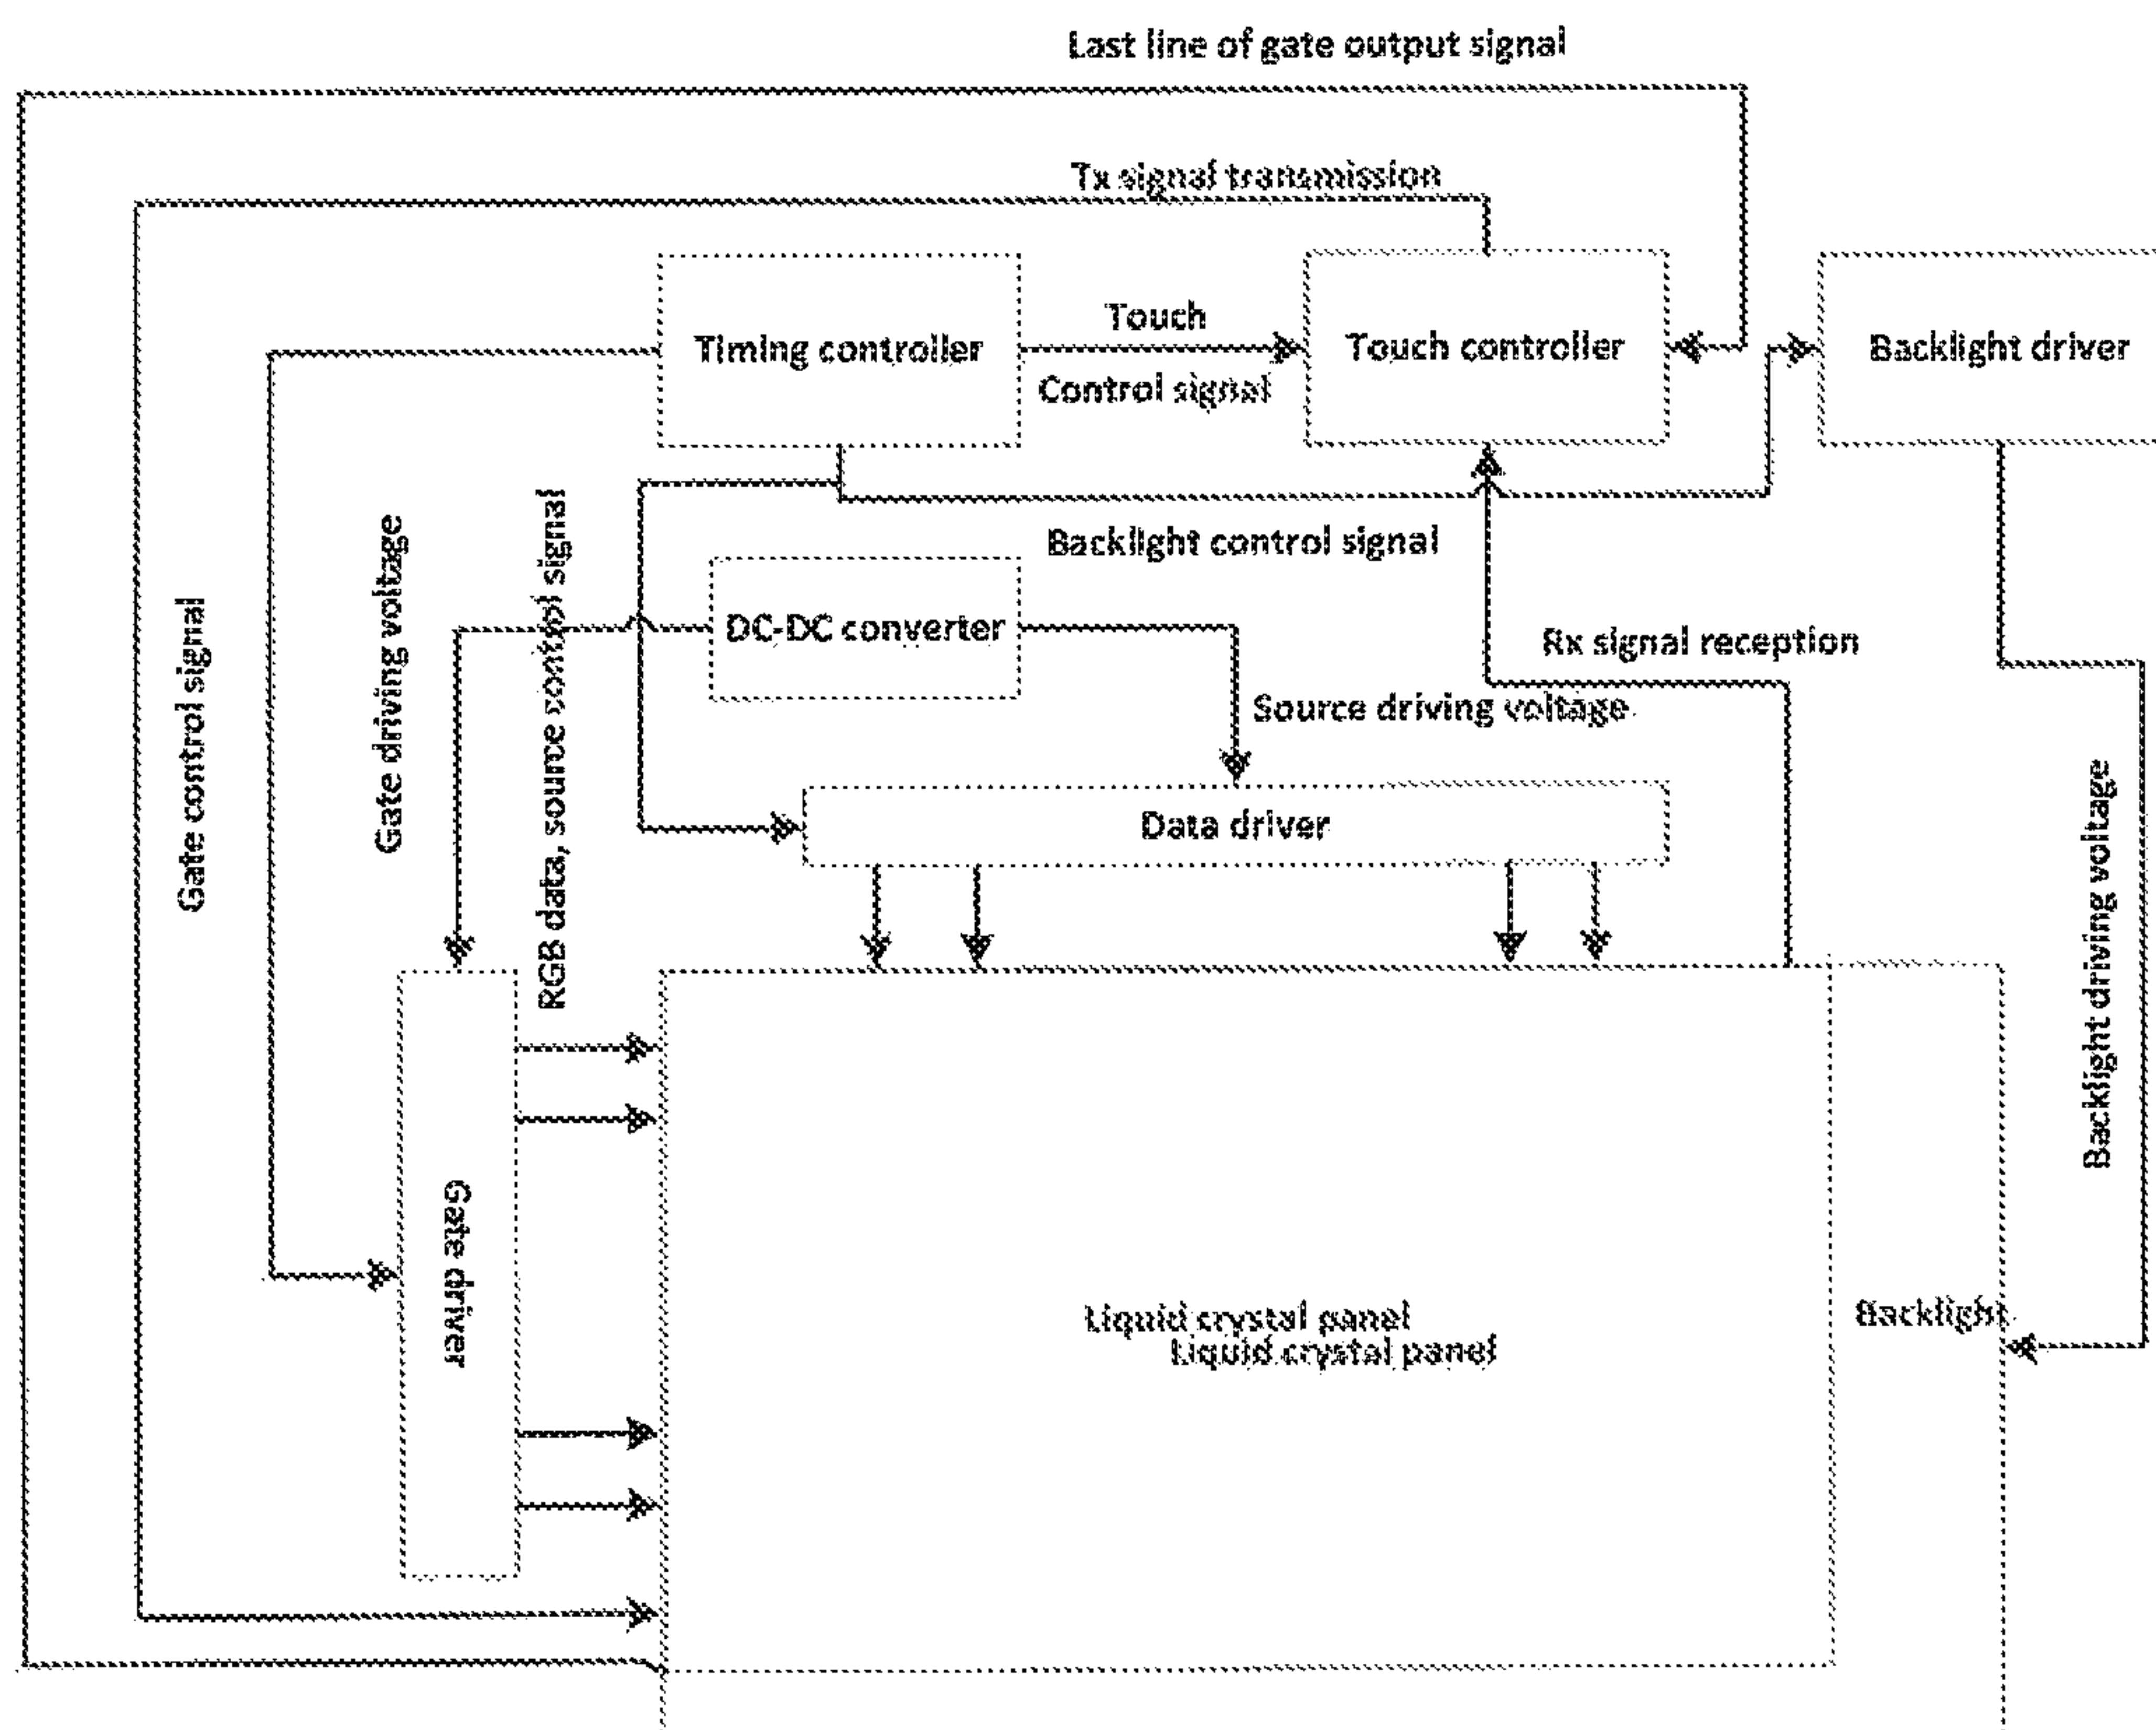 Last line of gate output signal
Tx signal transmission
Timing controller
Touch
Control signal
Touch controller
Backlight driver
Backlight control signal
Gate control signal
Gate driving voltage
RGB data, source control signal
DC-DC converter
Rx signal reception
Source driving voltage
Data driver
Backlight driving voltage
Gate driver
Liquid crystal panel
Liquid crystal panel
Backlight